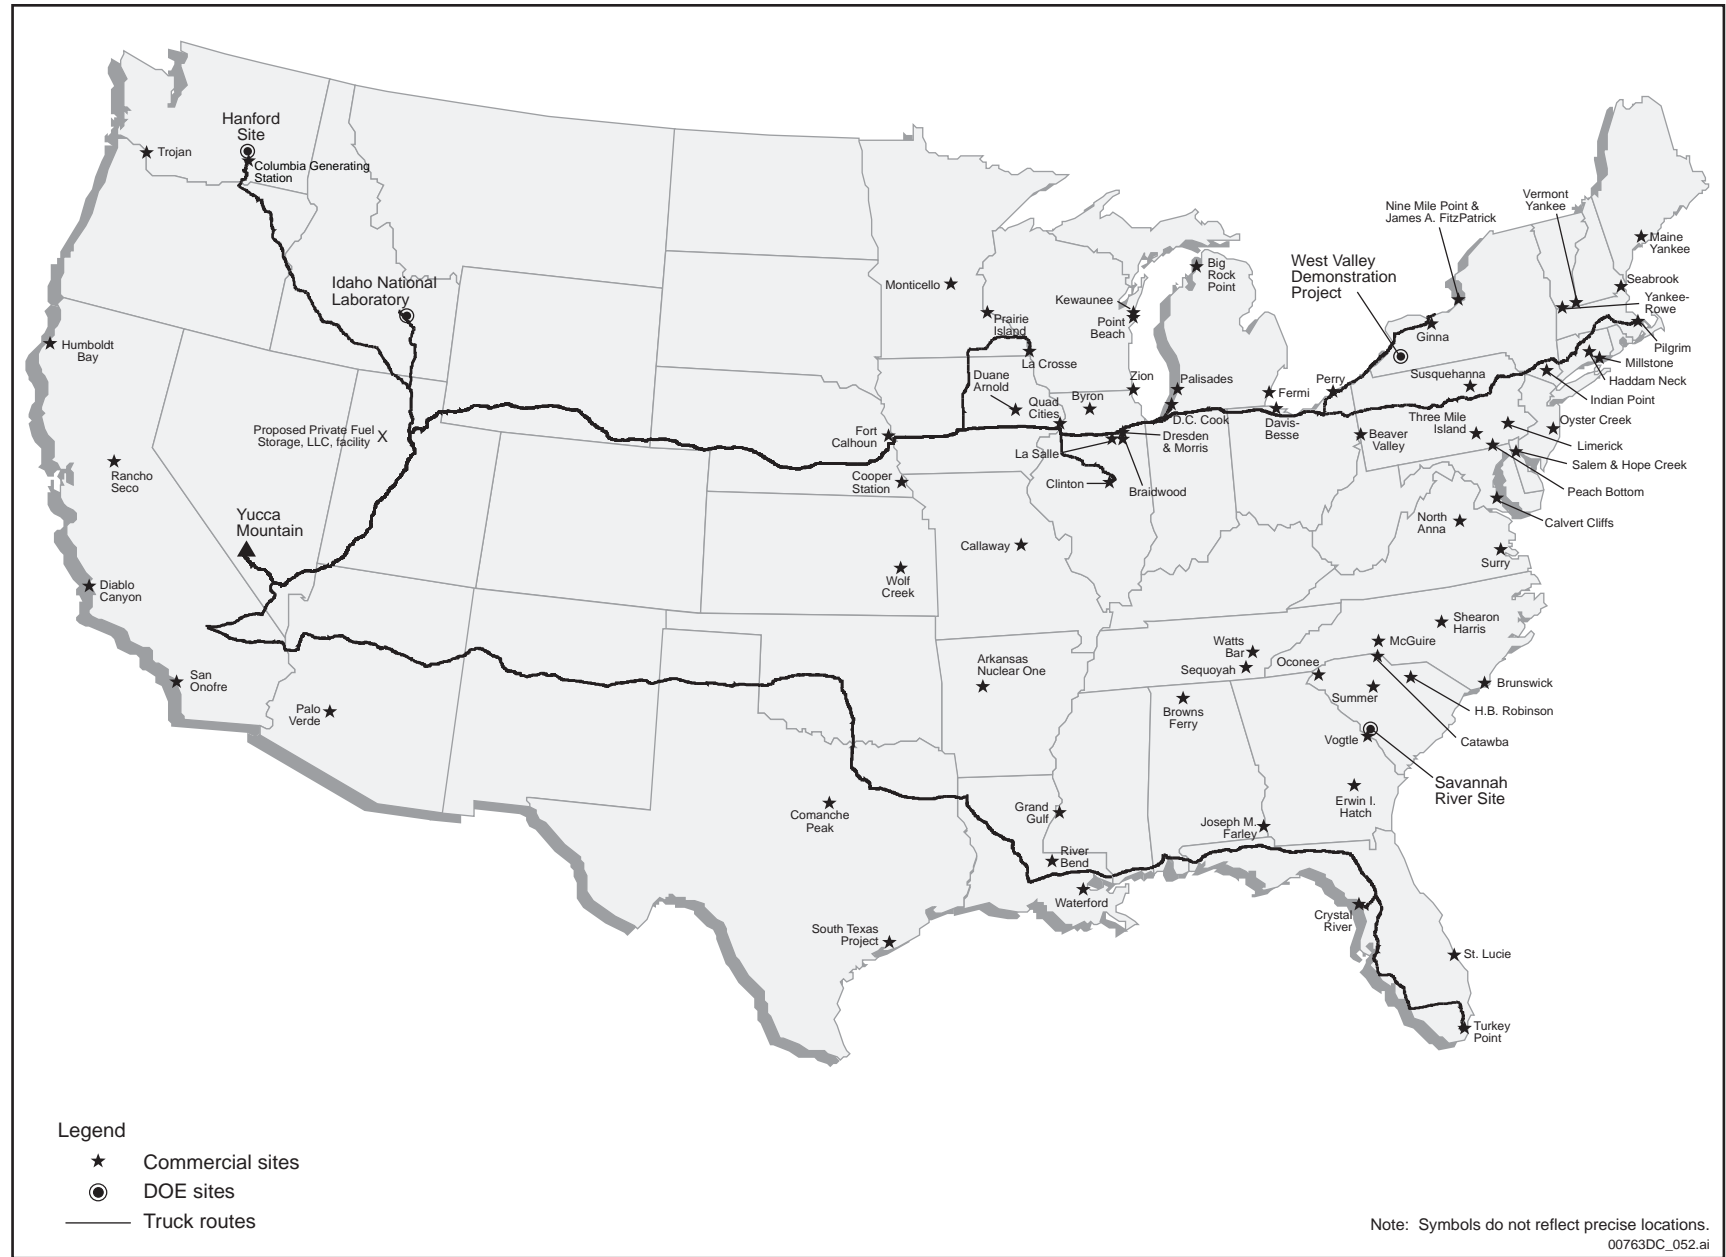 Hanford
Site
Trojan
Columbia Generating
Station
Idaho National
Laboratory
Humboldt
Bay
Proposed Private Fuel
Storage, LLC, facility X
Rancho
Seco
Yucca
Mountain
Diablo
Canyon
San
Onofre
Palo
Verde
Monticello
Prairie
Island
La Crosse
Kewaunee
Point
Beach
Big
Rock
Point
Duane
Arnold
Quad
Cities
Byron
Zion
Palisades
Fort
Calhoun
Cooper
Station
La Salle
Clinton
D.C. Cook
Dresden
& Morris
Braidwood
Fermi
Davis-
Besse
Perry
Beaver
Valley
West Valley
Demonstration
Project
Nine Mile Point &
James A. FitzPatrick
Vermont
Yankee
Maine
Yankee
Seabrook
Yankee-
Rowe
Pilgrim
Millstone
Haddam Neck
Indian Point
Ginna
Susquehanna
Three Mile
Island
Oyster Creek
Limerick
Salem & Hope Creek
Peach Bottom
Calvert Cliffs
North
Anna
Surry
Callaway
Wolf
Creek
Arkansas
Nuclear One
Watts
Bar
Sequoyah
Browns
Ferry
Oconee
McGuire
Shearon
Harris
Summer
Brunswick
H.B. Robinson
Catawba
Vogtle
Savannah
River Site
Erwin I.
Hatch
Joseph M.
Farley
Comanche
Peak
Grand
Gulf
River
Bend
Waterford
South Texas
Project
Crystal
River
St. Lucie
Turkey
Point
Legend
Commercial sites
DOE sites
Truck routes
Note: Symbols do not reflect precise locations.
00763DC_052.ai